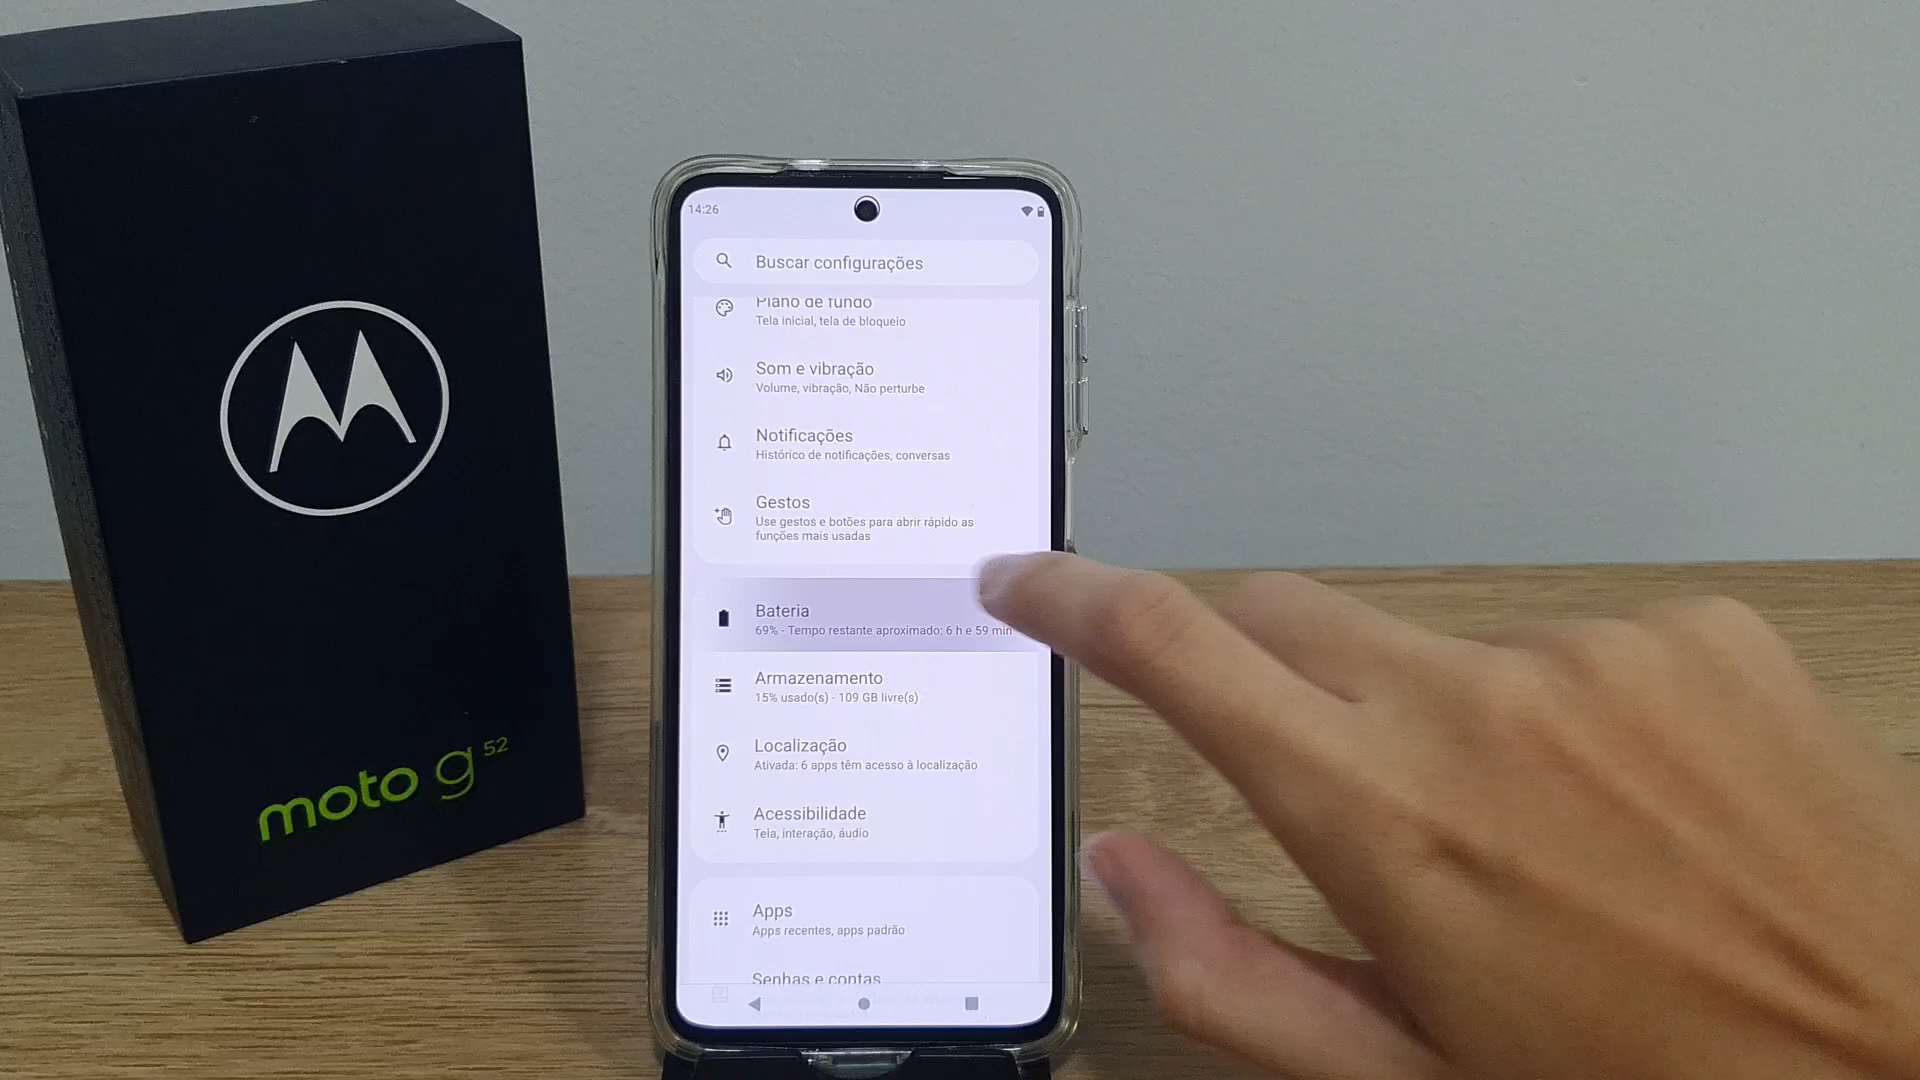 moto g52
14:26
Buscar configurações
Plano de fundo
Tela inicial, tela de bloqueio
Som e vibração
Volume, vibração, Não perturbe
Notificações
Histórico de notificações, conversas
Gestos
Use gestos e botões para abrir rápido as
funções mais usadas
Bateria
69% - Tempo restante aproximado: 6 h e 59 min
Armazenamento
15% usado(s) - 109 GB livre(s)
Localização
Ativada: 6 apps têm acesso à localização
Acessibilidade
Tela, interação, áudio
Apps
Apps recentes, apps padrão
Senhas e contas